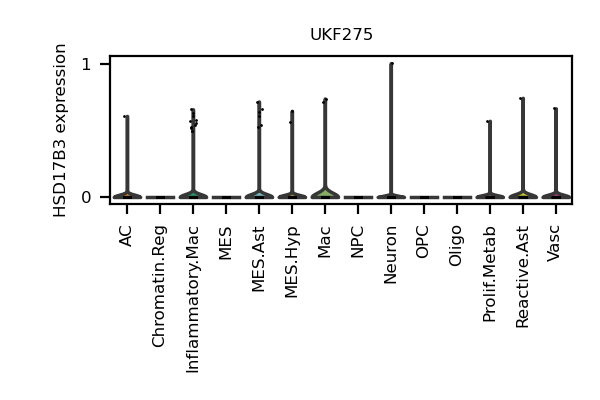 UKF275
HSD17B3 expression
1
0
AC
Chromatin.Reg
Inflammatory.Mac
MES
MES.Ast
MES.Hyp
Mac
NPC
Neuron
OPC
Oligo
Prolif.Metab
Reactive.Ast
Vasc